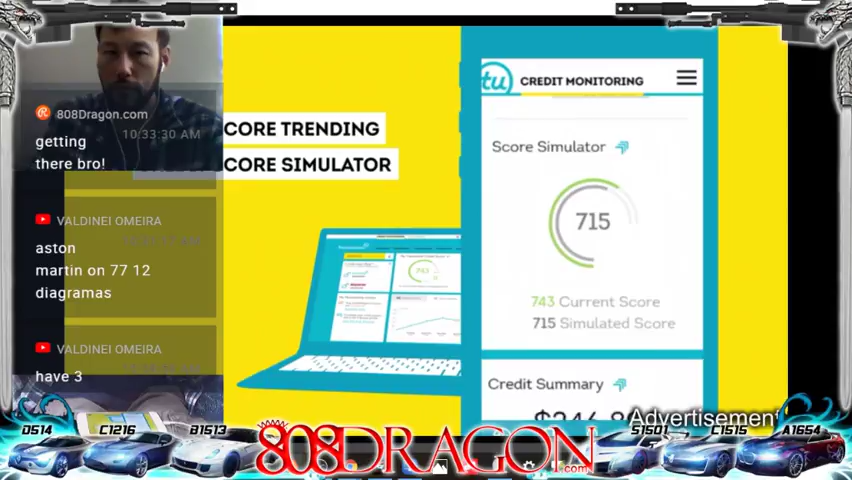 808Dragon.com
10:33:30 AM
getting
there bro!
VALDINEI OMEIRA
aston
martin on 77 12
diagramas
VALDINEI OMEIRA
have 3
CORE TRENDING
CORE SIMULATOR
tu CREDIT MONITORING
Score Simulator
715
743 Current Score
715 Simulated Score
Credit Summary
Advertisement
D514
C1216
B1513
808DRAGON.com
S1501
C1515
A1654